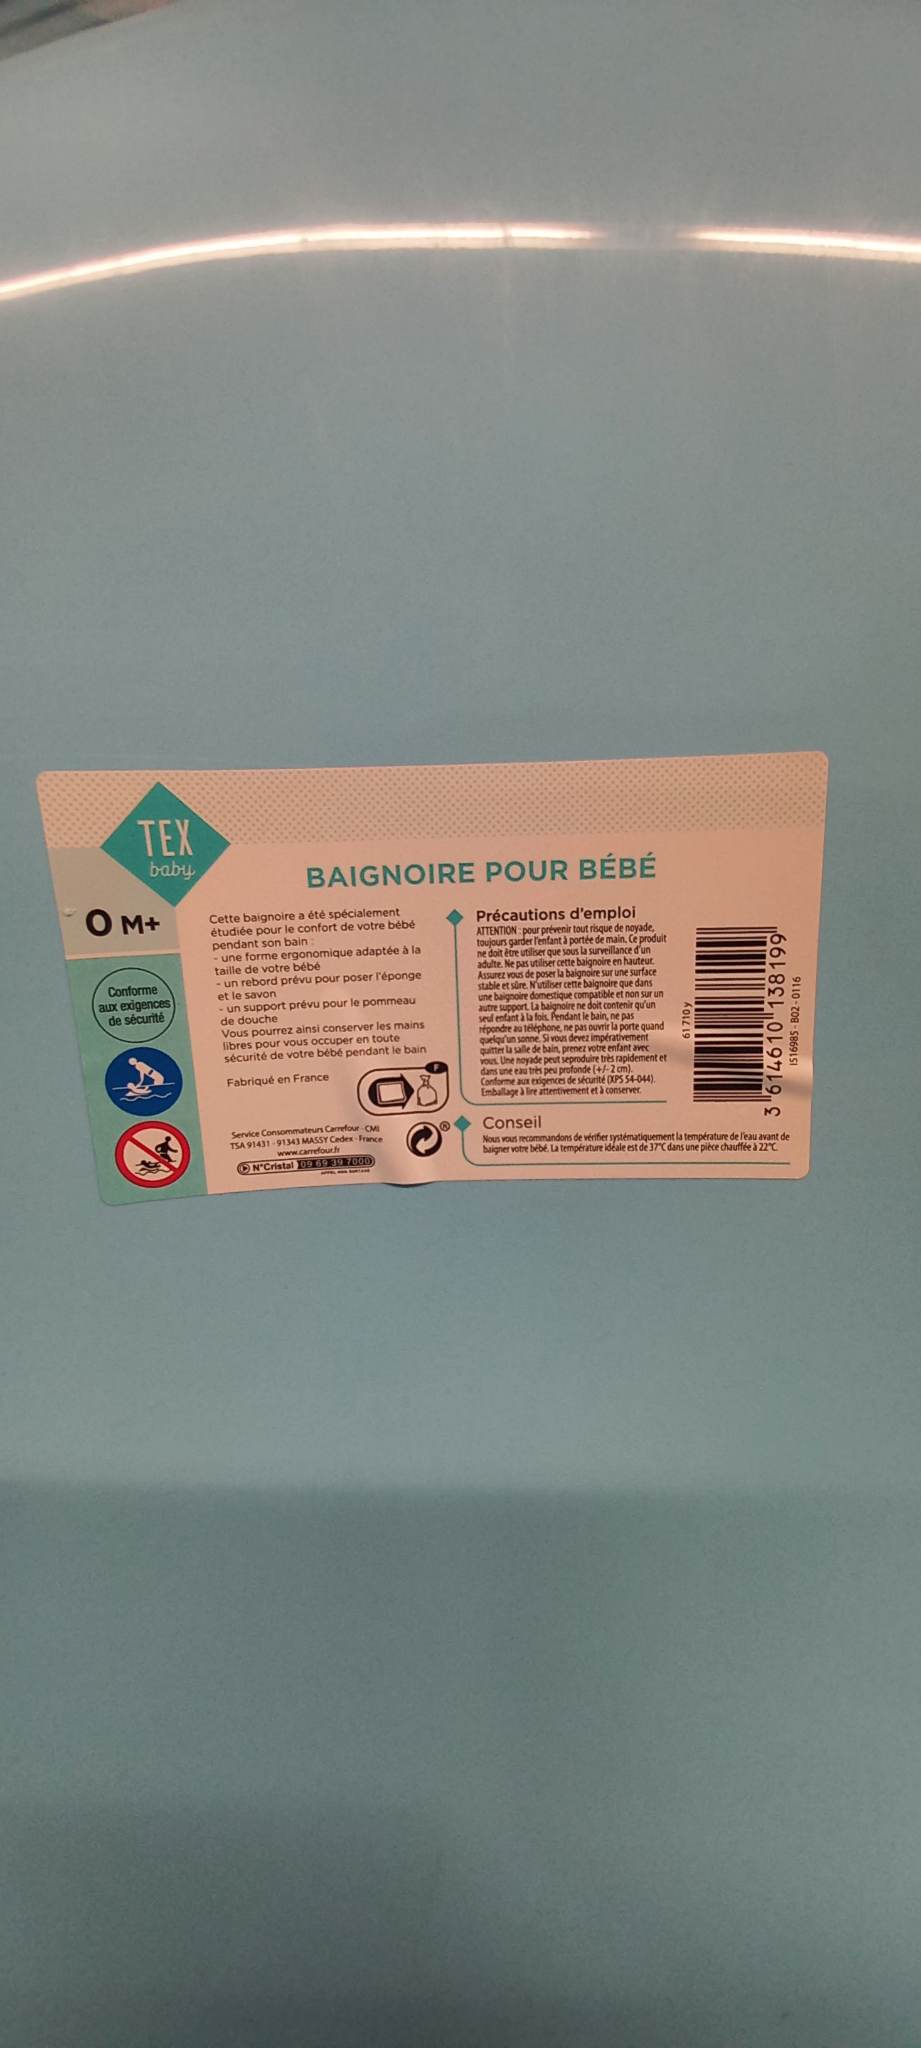 TEX
baby
BAIGNOIRE POUR BÉBÉ
O M+
Conforme
aux exigences
de sécurité
Cette baignoire a été spécialement
étudiée pour le confort de votre bébé
pendant son bain :
- une forme ergonomique adaptée à la
taille de votre bébé
- un rebord prévu pour poser l'éponge
et le savon
- un support prévu pour le pommeau
de douche
Vous pourrez ainsi conserver les mains
libres pour vous occuper en toute
sécurité de votre bébé pendant le bain
Fabriqué en France
F
Service Consommateurs Carrefour - CMI
TSA 91431 - 91343 MASSY Cedex - France
www.carrefour.fr
N°Cristal 09 69 39 7000
APPEL NON SURTAXE
®
Précautions d'emploi
ATTENTION : pour prévenir tout risque de noyade,
toujours garder l'enfant à portée de main. Ce produit
ne doit être utiliser que sous la surveillance d'un
adulte. Ne pas utiliser cette baignoire en hauteur.
Assurez vous de poser la baignoire sur une surface
stable et sûre. N'utiliser cette baignoire que dans
une baignoire domestique compatible et non sur un
autre support. La baignoire ne doit contenir qu'un
seul enfant à la fois. Pendant le bain, ne pas
répondre au téléphone, ne pas ouvrir la porte quand
quelqu'un sonne. Si vous devez impérativement
quitter la salle de bain, prenez votre enfant avec
vous. Une noyade peut seproduire très rapidement et
dans une eau très peu profonde (+/- 2 cm).
Conforme aux exigences de sécurité (XPS 54-044).
Emballage à lire attentivement et à conserver.
Conseil
Nous vous recommandons de vérifier systématiquement la température de l'eau avant de
baigner votre bébé. La température idéale est de 37°C dans une pièce chauffée à 22°C.
61710y
3 614610 138199
IS16985 - B02 - 0116